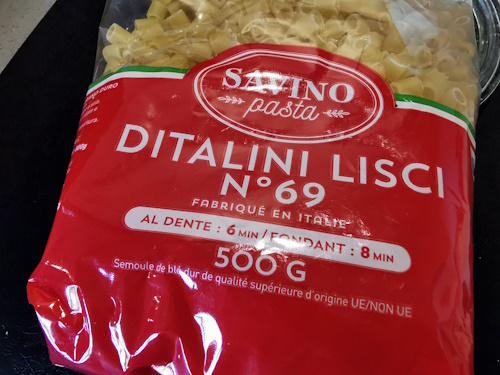 SAVINO
pasta
DITALINI LISCI
N°69
FABRIQUÉ EN ITALIE
AL DENTE : 6 MIN / FONDANT : 8 MIN
500 G
Semoule de blé dur de qualité supérieure d'origine UE/NON UE